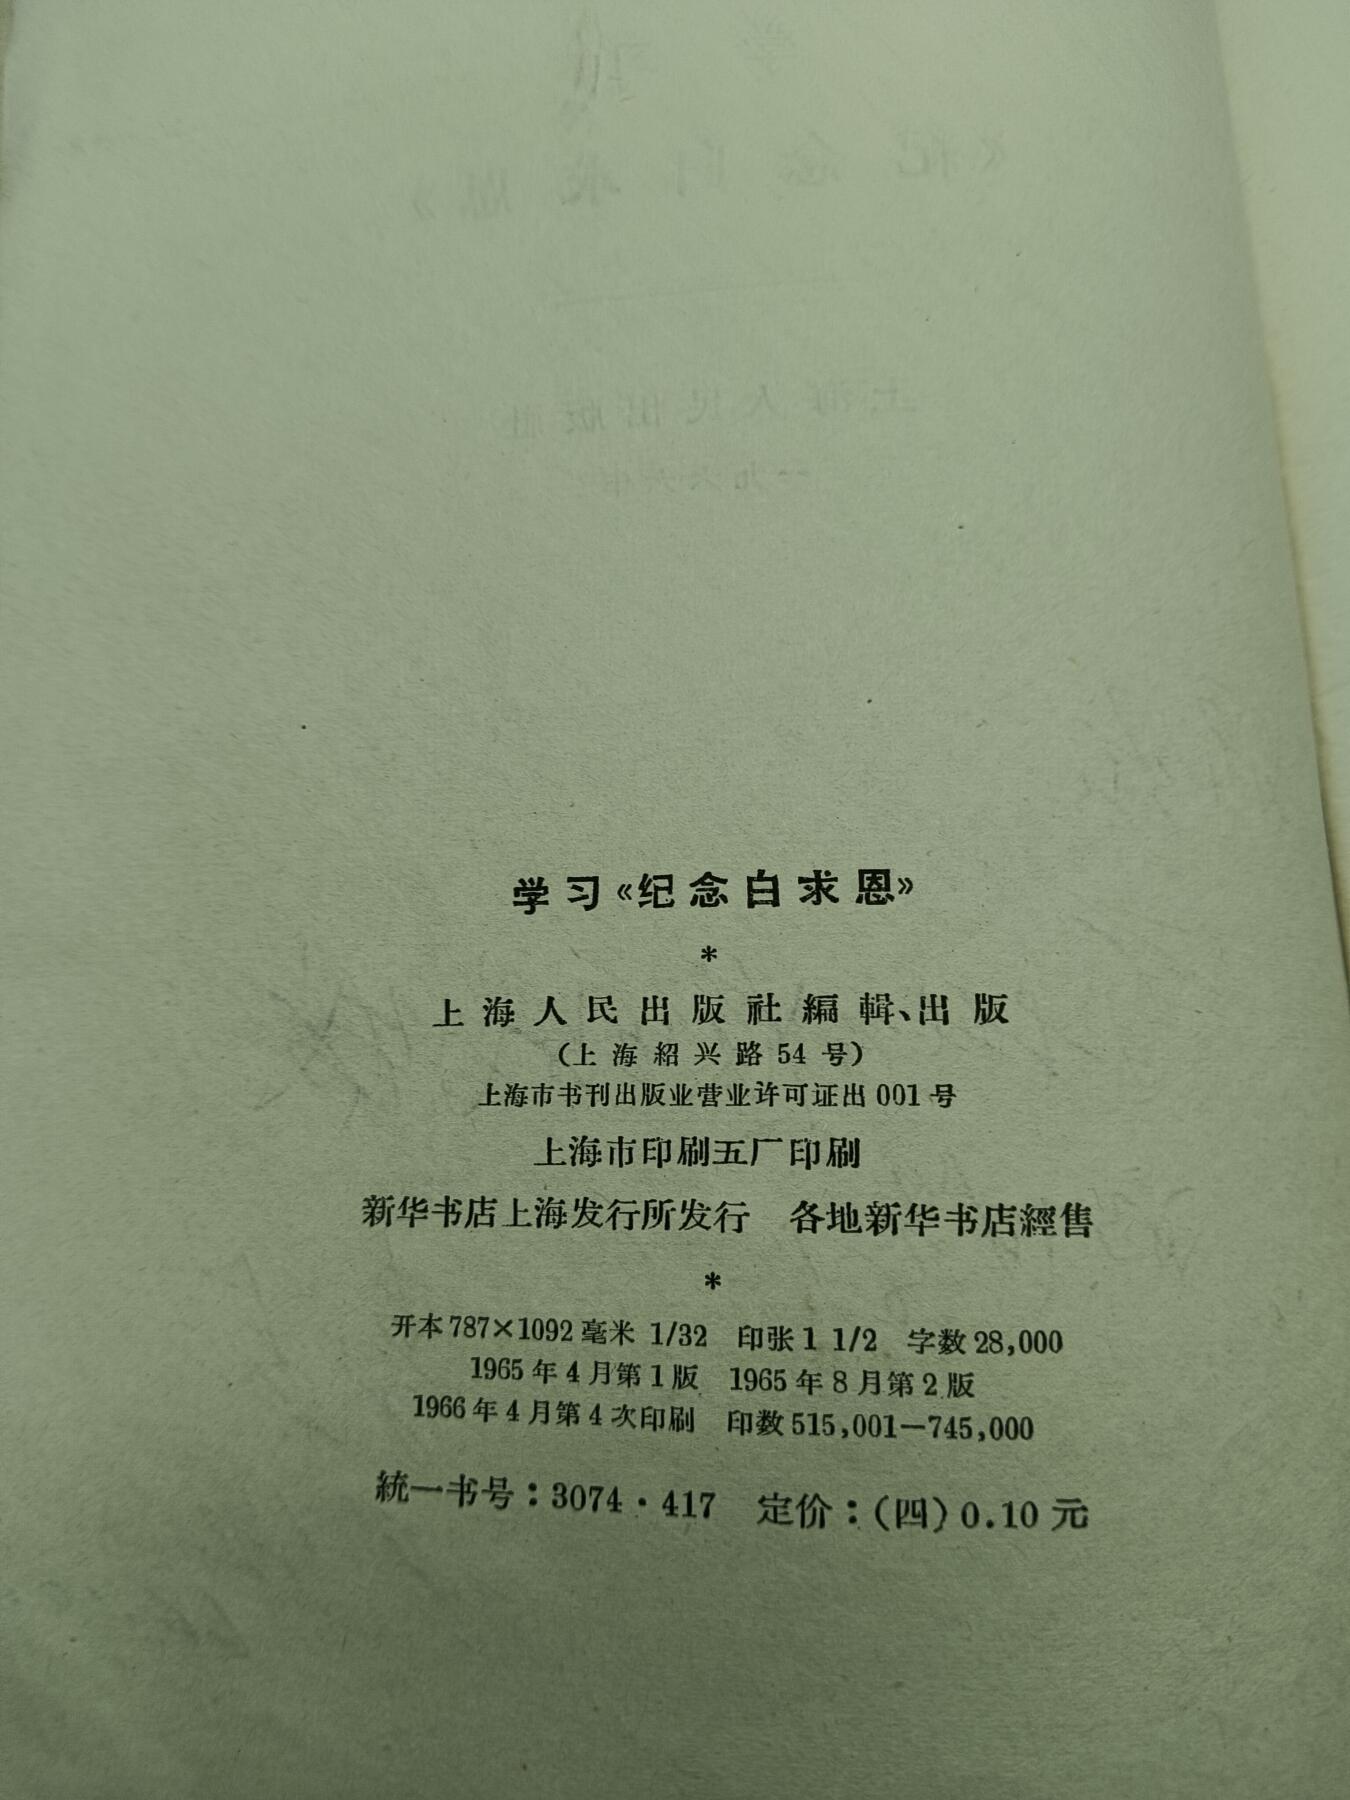 学习《纪念白求恩》
*
上海人民出版社編輯、出版
（上海紹兴路54号）
上海市书刊出版业营业许可证出001号
上海市印刷五厂印刷
新华书店上海发行所发行 各地新华书店經售
*
开本787×1092毫米 1/32 印张1 1/2 字数28,000
1965年4月第1版 1965年8月第2版
1966年4月第4次印刷 印数515,001—745,000
統一书号：3074·417 定价：（四）0.10元